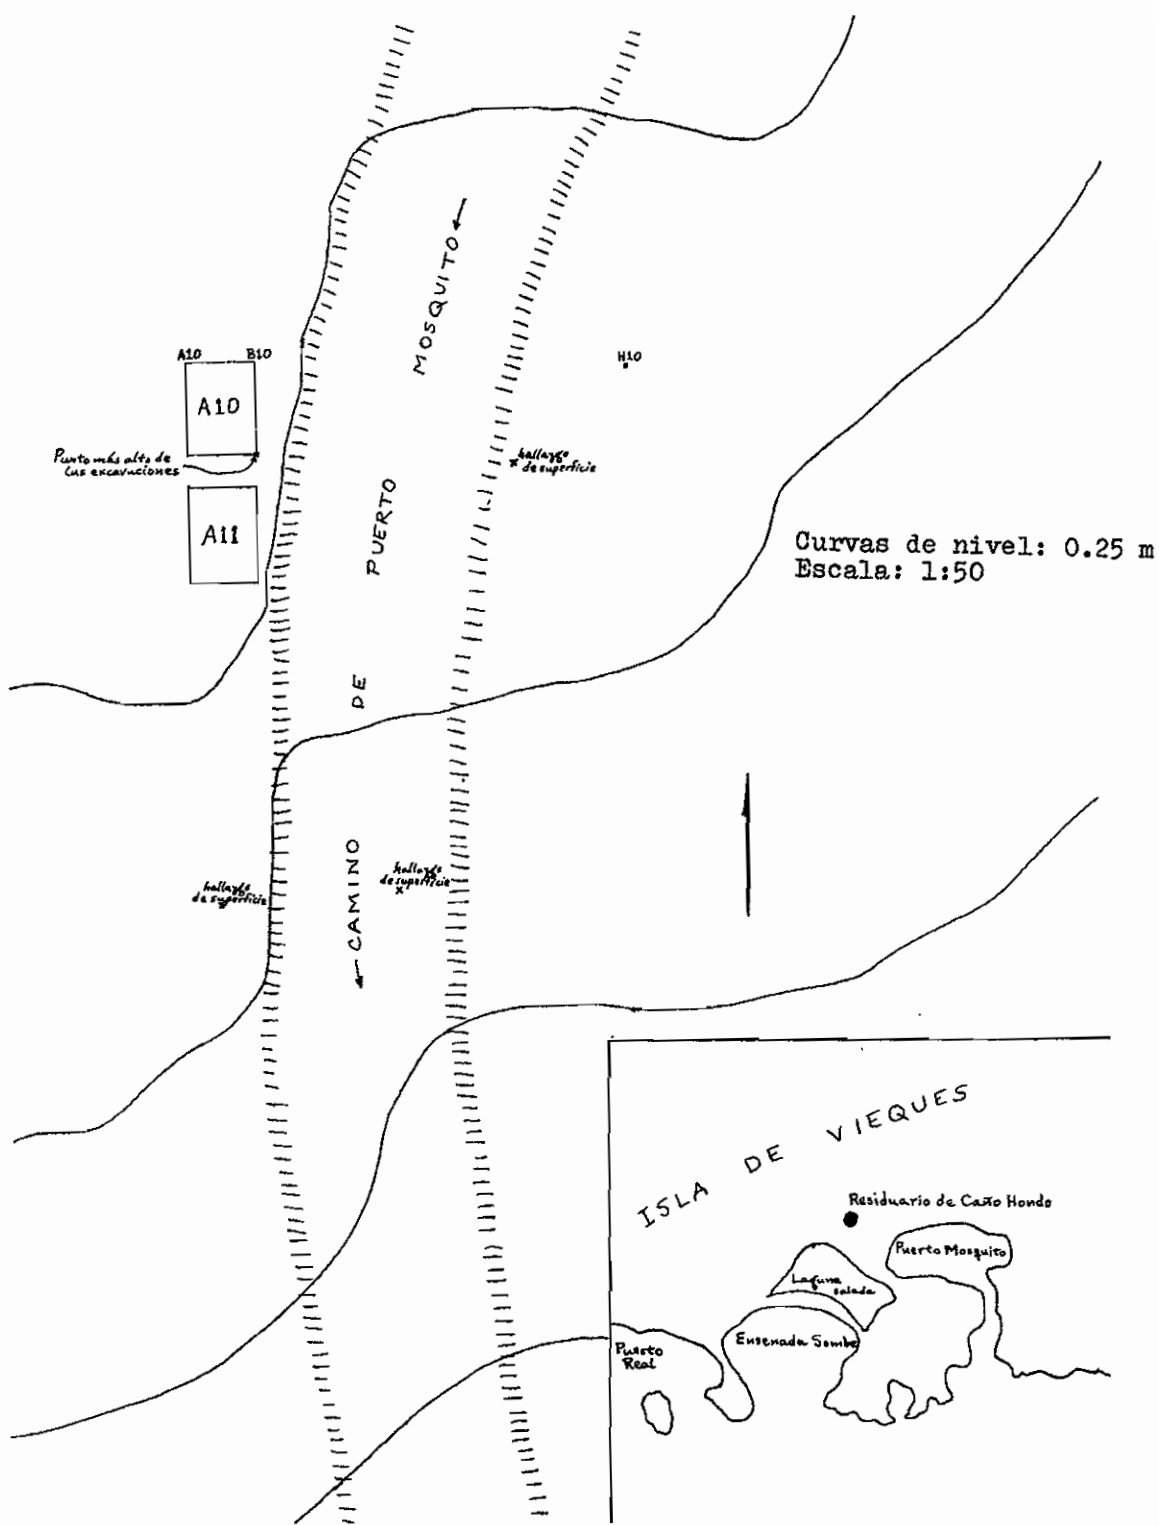 MOSQUITO
A10 B10
H10
A10
Punto más alto de
las excavaciones
hallazgo
de superficie
PUERTO
A11
Curvas de nivel: 0.25 m
Escala: 1:50
DE
CAMINO
hallazgo
de superficie
hallazgo
de superficie
ISLA DE VIEQUES
Residuario de Caño Hondo
Puerto Mosquito
Laguna
salada
Ensenada Sombe
Puerto
Real